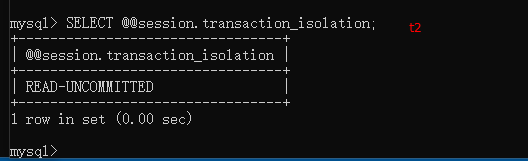 mysql> SELECT @@session.transaction_isolation; t2
+---------------------------------+
| @@session.transaction_isolation |
+---------------------------------+
| READ-UNCOMMITTED                |
+---------------------------------+
1 row in set (0.00 sec)
mysql>